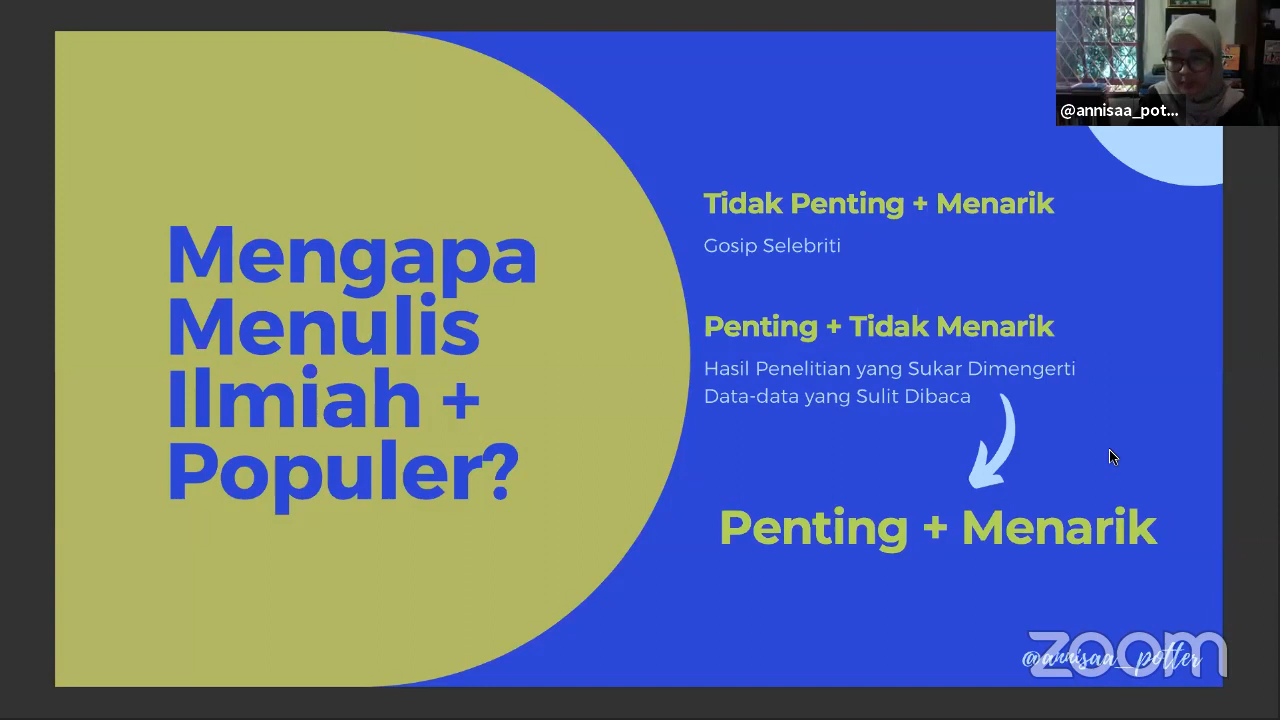 @annisaa_pot...
Mengapa
Menulis
Ilmiah +
Populer?
Tidak Penting + Menarik
Gosip Selebriti
Penting + Tidak Menarik
Hasil Penelitian yang Sukar Dimengerti
Data-data yang Sulit Dibaca
Penting + Menarik
zoom
@annisaa_potter